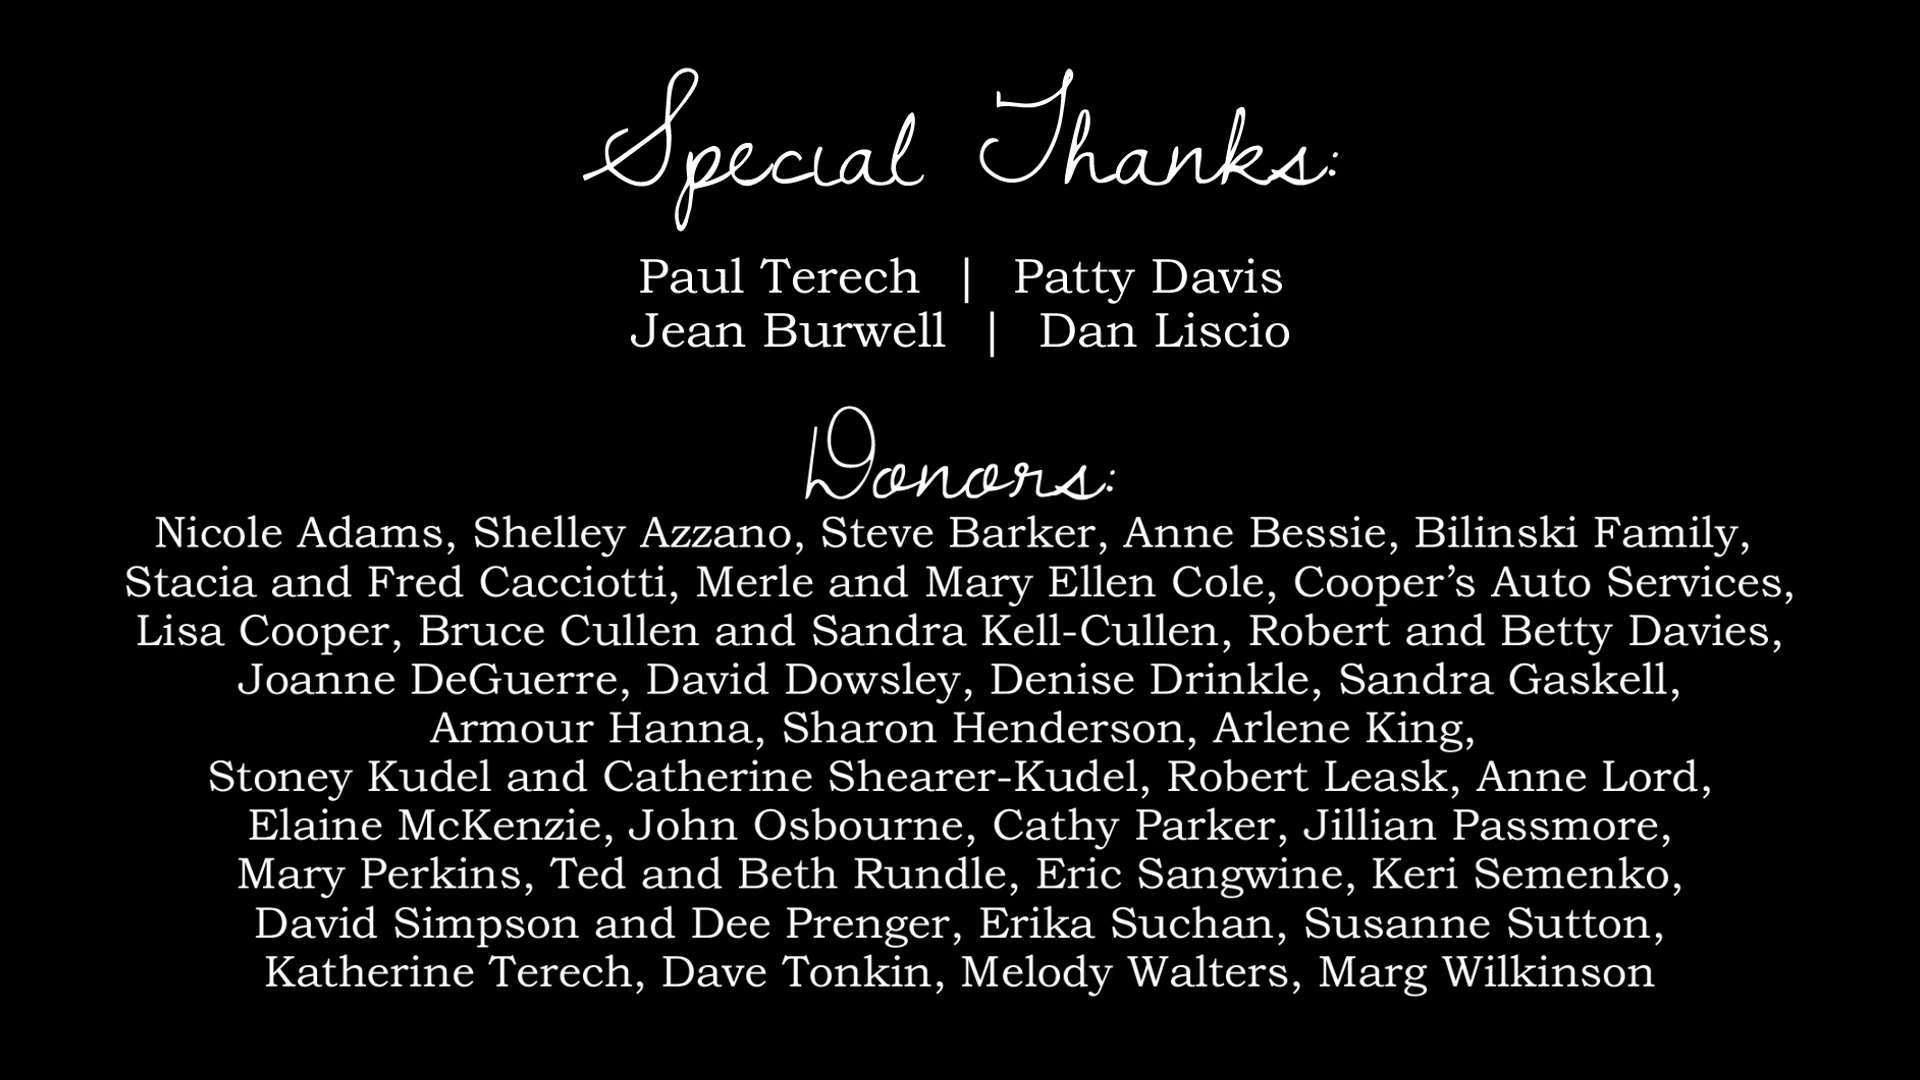 Special Thanks:
Paul Terech | Patty Davis
Jean Burwell | Dan Liscio
Donors:
Nicole Adams, Shelley Azzano, Steve Barker, Anne Bessie, Bilinski Family,
Stacia and Fred Cacciotti, Merle and Mary Ellen Cole, Cooper’s Auto Services,
Lisa Cooper, Bruce Cullen and Sandra Kell-Cullen, Robert and Betty Davies,
Joanne DeGuerre, David Dowsley, Denise Drinkle, Sandra Gaskell,
Armour Hanna, Sharon Henderson, Arlene King,
Stoney Kudel and Catherine Shearer-Kudel, Robert Leask, Anne Lord,
Elaine McKenzie, John Osbourne, Cathy Parker, Jillian Passmore,
Mary Perkins, Ted and Beth Rundle, Eric Sangwine, Keri Semenko,
David Simpson and Dee Prenger, Erika Suchan, Susanne Sutton,
Katherine Terech, Dave Tonkin, Melody Walters, Marg Wilkinson